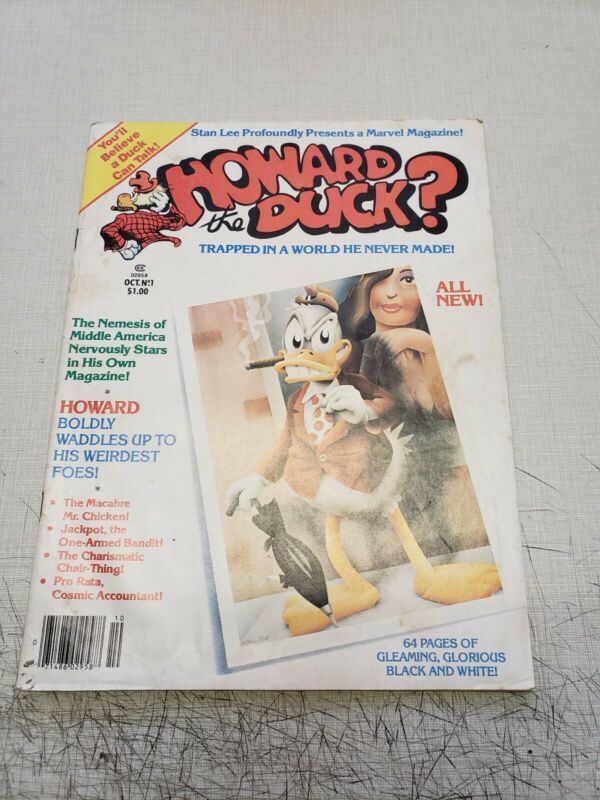 You'll
Believe
a Duck
Can Talk!
Stan Lee Profoundly Presents a Marvel Magazine!
HOWARD
the DUCK?
TRAPPED IN A WORLD HE NEVER MADE!
CC
02958
OCT. Nº1
$1.00
ALL
NEW!
The Nemesis of
Middle America
Nervously Stars
in His Own
Magazine!
*
HOWARD
BOLDLY
WADDLES UP TO
HIS WEIRDEST
FOES!
*
• The Macabre
Mr. Chicken!
• Jackpot, the
One-Armed Bandit!
• The Charismatic
Chair-Thing!
• Pro Rata,
Cosmic Accountant!
10
0
71486 02958
64 PAGES OF
GLEAMING, GLORIOUS
BLACK AND WHITE!